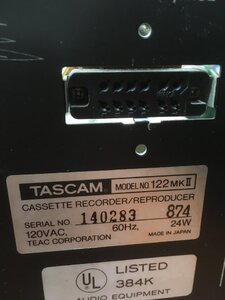 TASCAM MODEL NO. 122 MKII
CASSETTE RECORDER/REPRODUCER
SERIAL NO 140283 874
120VAC, 60Hz, 24W
TEAC CORPORATION MADE IN JAPAN
UL LISTED
384K
AUDIO EQUIPMENT